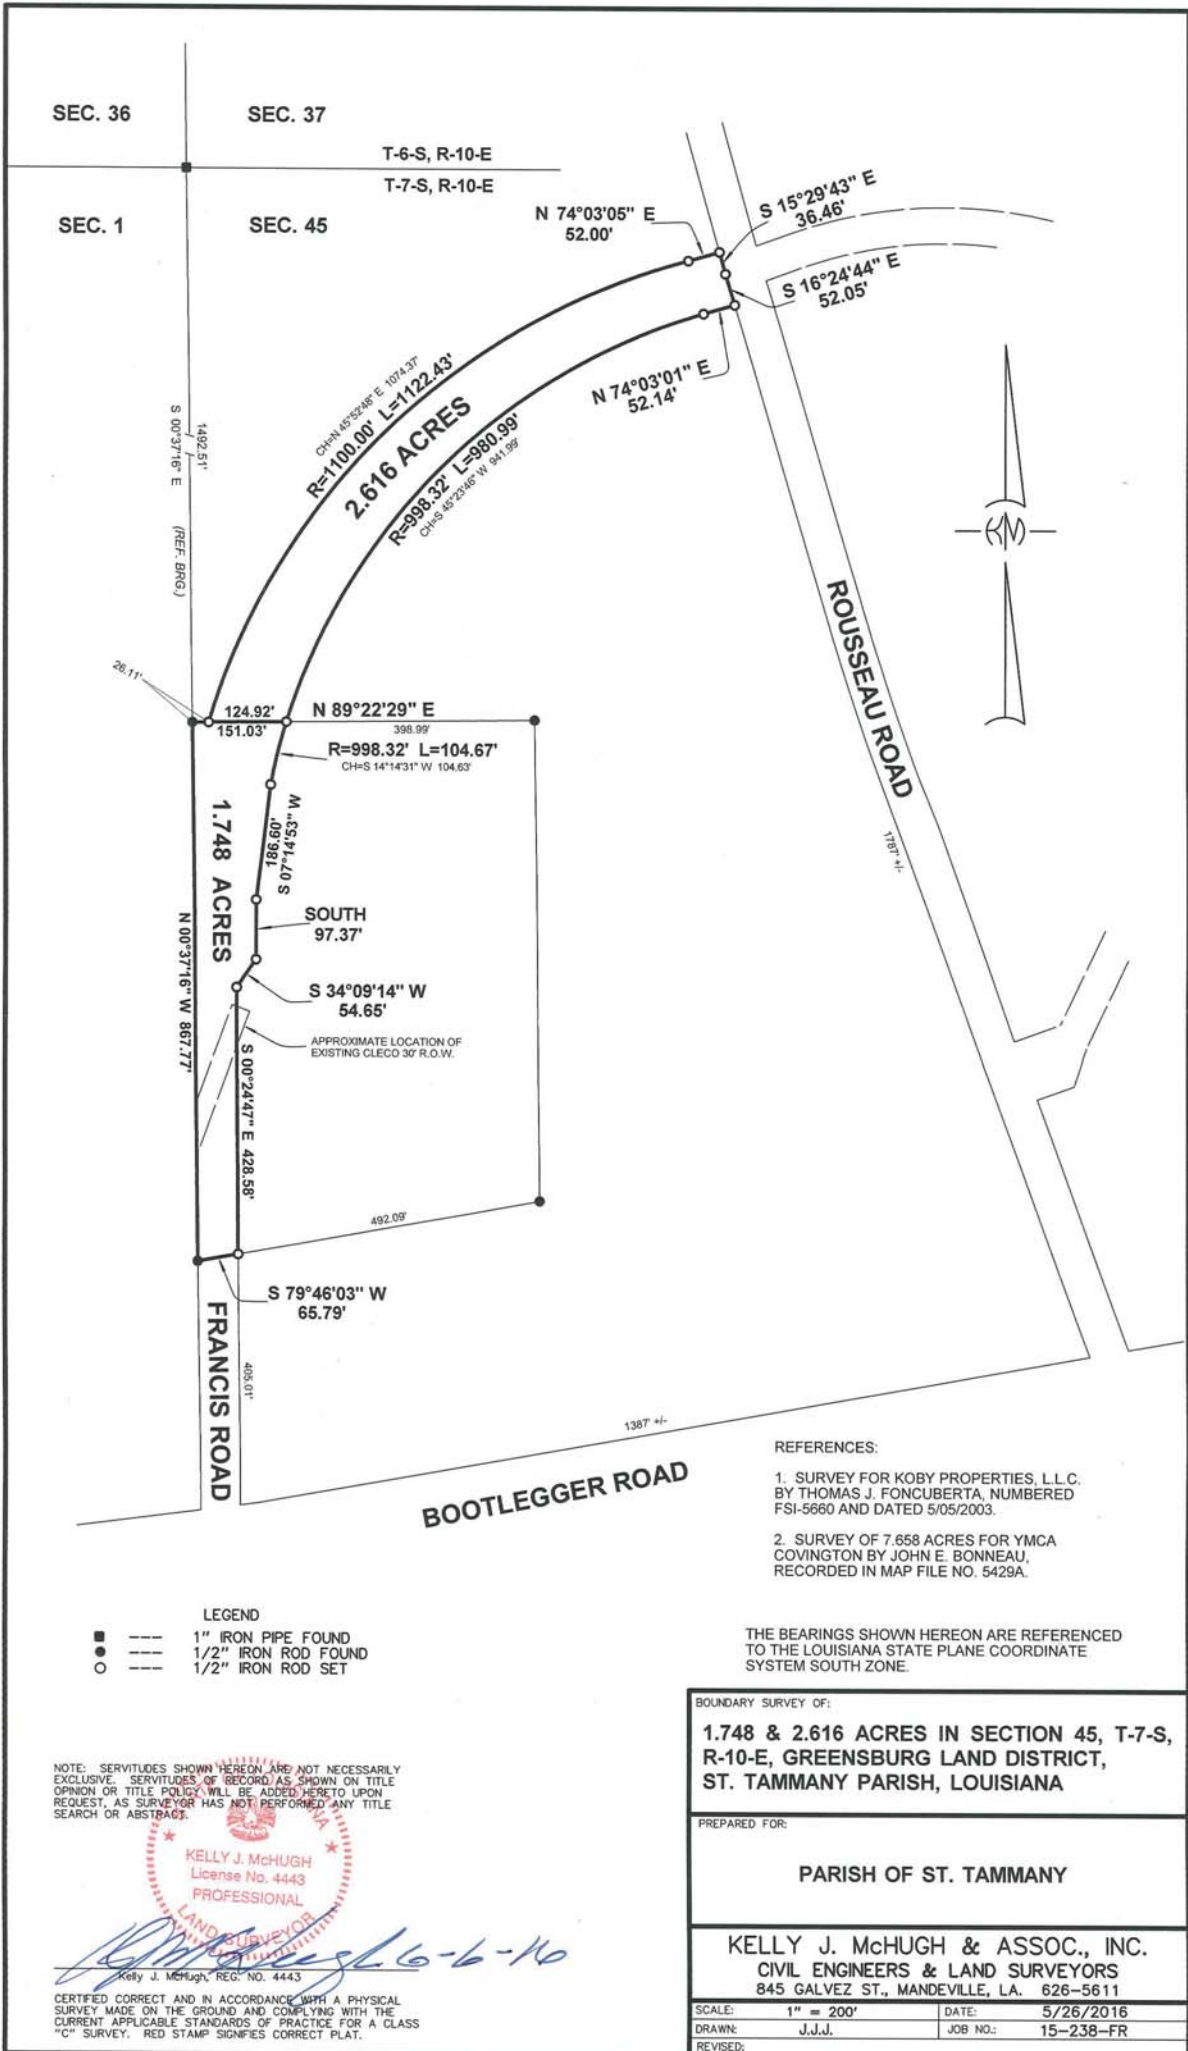 SEC. 36
SEC. 37
T-6-S, R-10-E
T-7-S, R-10-E
SEC. 1
SEC. 45
N 74°03'05" E
52.00'
S 15°29'43" E
36.46'
S 16°24'44" E
52.05'
N 74°03'01" E
52.14'
CH=N 45°52'48" E 1074.37'
R=1100.00' L=1122.43'
2.616 ACRES
R=998.32' L=980.99'
CH=S 45°23'46" W 941.99'
1492.51'
S 00°37'16" E
(REF. BRG.)
KM
ROUSSEAU ROAD
1787' +/-
26.11'
124.92'
151.03'
N 89°22'29" E
398.99'
R=998.32' L=104.67'
CH=S 14°14'31" W 104.63'
1.748 ACRES
186.60'
S 07°14'53" W
SOUTH
97.37'
N 00°37'16" W 867.77'
S 34°09'14" W
54.65'
APPROXIMATE LOCATION OF
EXISTING CLECO 30' R.O.W.
S 00°24'47" E 428.58'
492.09'
S 79°46'03" W
65.79'
FRANCIS ROAD
405.01'
1387' +/-
BOOTLEGGER ROAD
REFERENCES:
1. SURVEY FOR KOBY PROPERTIES, L.L.C.
BY THOMAS J. FONCUBERTA, NUMBERED
FSI-5660 AND DATED 5/05/2003.
2. SURVEY OF 7.658 ACRES FOR YMCA
COVINGTON BY JOHN E. BONNEAU,
RECORDED IN MAP FILE NO. 5429A.
LEGEND
--- 1" IRON PIPE FOUND
--- 1/2" IRON ROD FOUND
--- 1/2" IRON ROD SET
THE BEARINGS SHOWN HEREON ARE REFERENCED
TO THE LOUISIANA STATE PLANE COORDINATE
SYSTEM SOUTH ZONE.
BOUNDARY SURVEY OF:
1.748 & 2.616 ACRES IN SECTION 45, T-7-S,
R-10-E, GREENSBURG LAND DISTRICT,
ST. TAMMANY PARISH, LOUISIANA
PREPARED FOR:
PARISH OF ST. TAMMANY
KELLY J. McHUGH & ASSOC., INC.
CIVIL ENGINEERS & LAND SURVEYORS
845 GALVEZ ST., MANDEVILLE, LA. 626-5611
SCALE: 1" = 200' DATE: 5/26/2016
DRAWN: J.J.J. JOB NO.: 15-238-FR
REVISED:
NOTE: SERVITUDES SHOWN HEREON ARE NOT NECESSARILY
EXCLUSIVE. SERVITUDES OF RECORD AS SHOWN ON TITLE
OPINION OR TITLE POLICY WILL BE ADDED HERETO UPON
REQUEST, AS SURVEYOR HAS NOT PERFORMED ANY TITLE
SEARCH OR ABSTRACT.
KELLY J. McHUGH
License No. 4443
PROFESSIONAL
LAND SURVEYOR
6-6-16
Kelly J. McHugh, REG. NO. 4443
CERTIFIED CORRECT AND IN ACCORDANCE WITH A PHYSICAL
SURVEY MADE ON THE GROUND AND COMPLYING WITH THE
CURRENT APPLICABLE STANDARDS OF PRACTICE FOR A CLASS
"C" SURVEY. RED STAMP SIGNIFIES CORRECT PLAT.